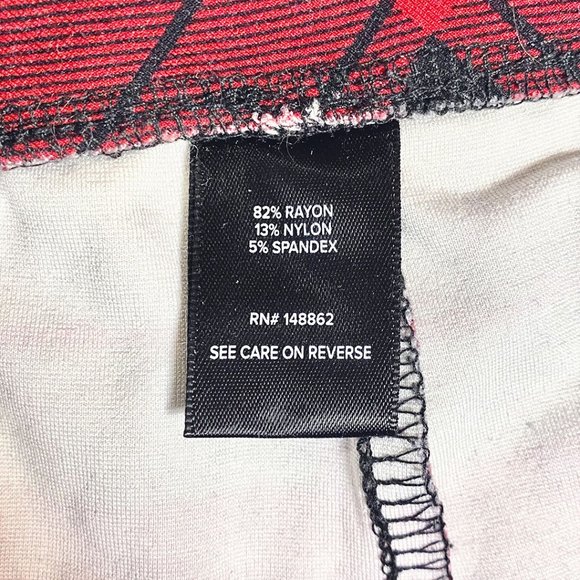 82% RAYON
13% NYLON
5% SPANDEX
RN# 148862
SEE CARE ON REVERSE